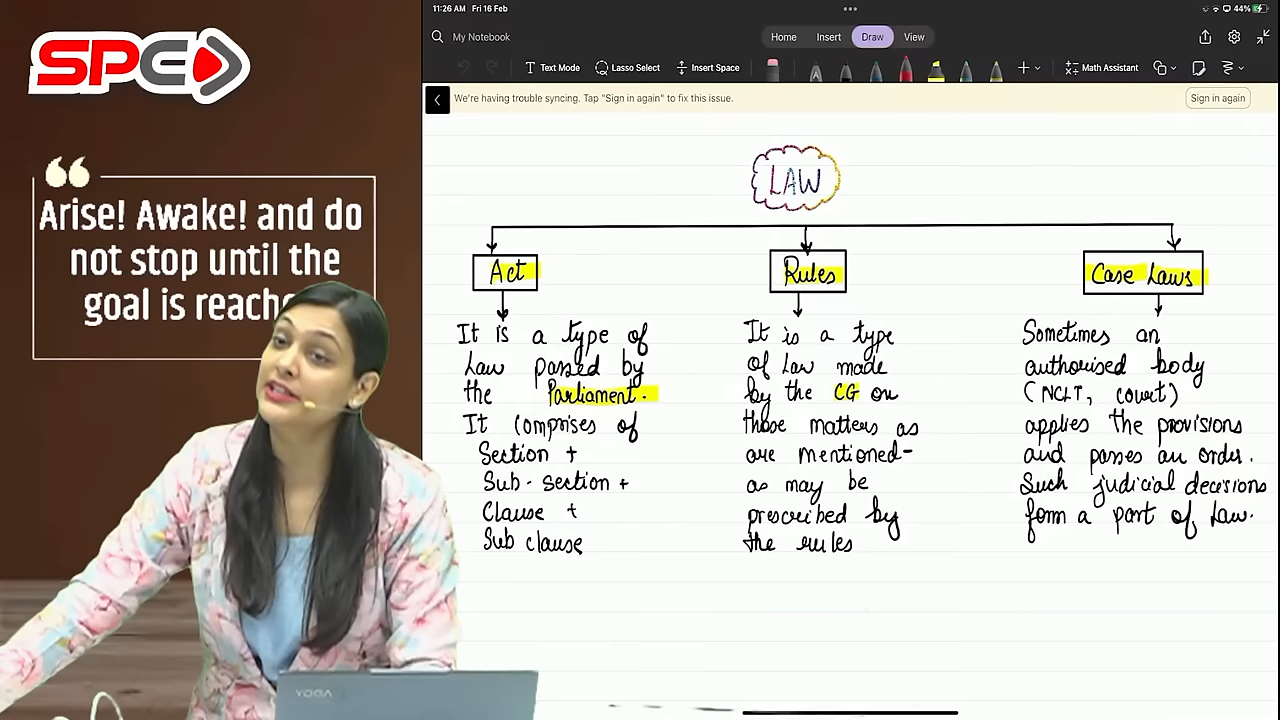 SPC
11:26 AM Fri 16 Feb
44%
My Notebook
Home Insert Draw View
Text Mode Lasso Select Insert Space Math Assistant
We're having trouble syncing. Tap "Sign in again" to fix this issue.
Sign in again
Arise! Awake! and do
not stop until the
goal is reache
LAW
Act
It is a type of
Law passed by
the Parliament.
It comprises of
Section +
Sub-section +
Clause +
Sub clause
Rules
It is a type
of Law made
by the CG on
those matters as
are mentioned-
as may be
prescribed by
the rules
Case Laws
Sometimes an
authorised body
(NCLT, court)
applies the provisions
and passes an order.
Such judicial decisions
form a part of Law.
YOGA